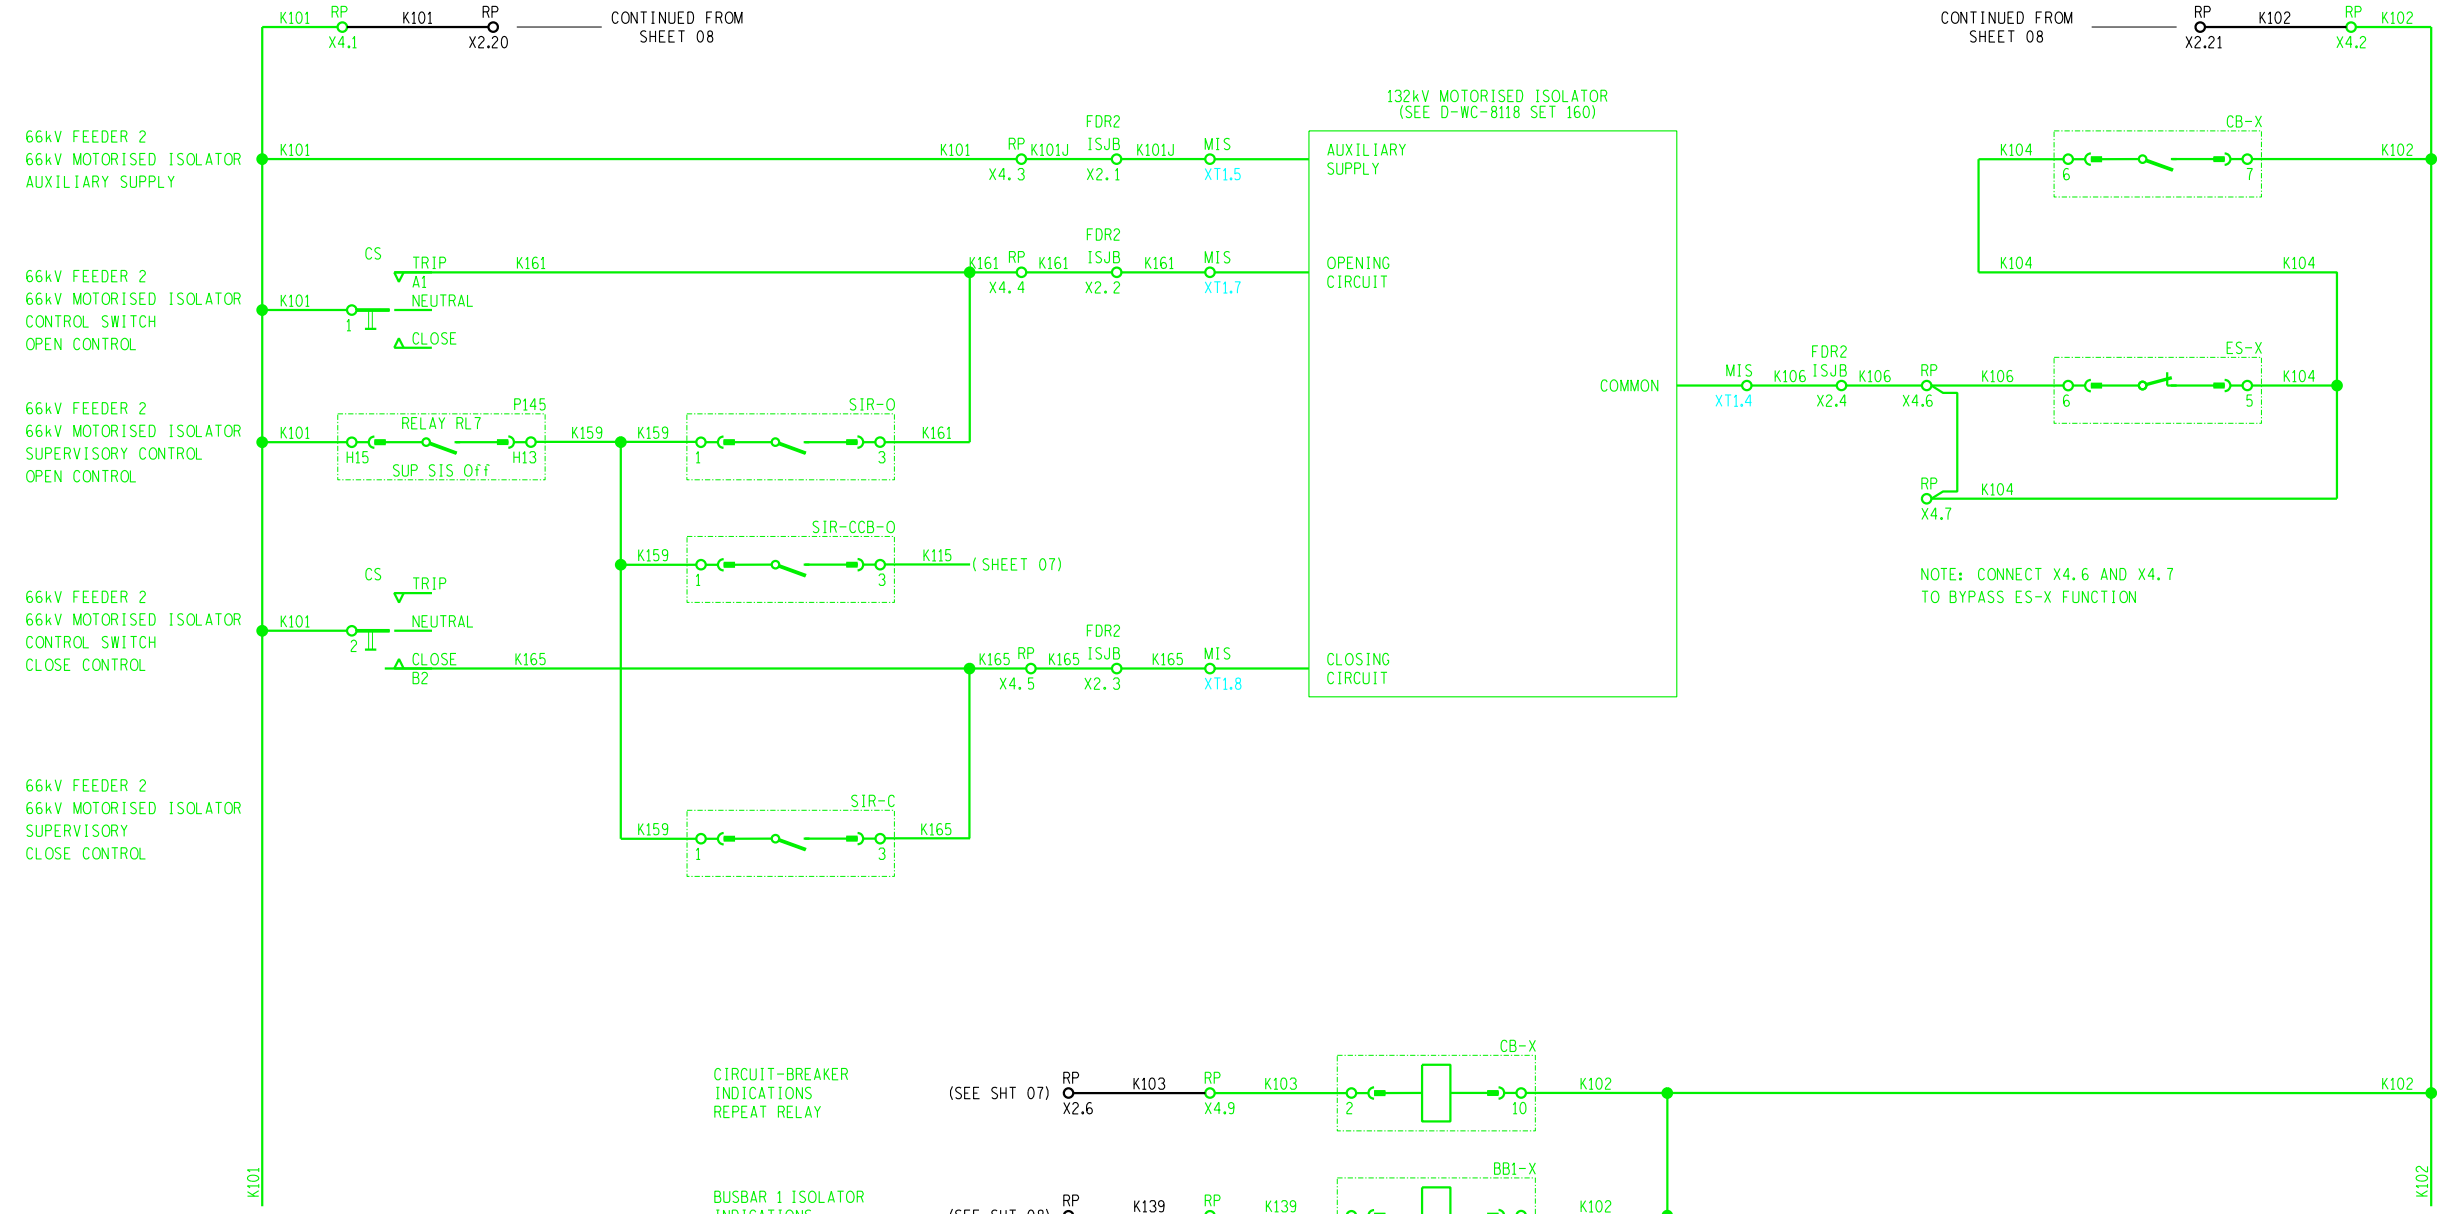 K101 RP K101 RP
X4.1 X2.20
CONTINUED FROM
SHEET 08
CONTINUED FROM
SHEET 08
RP K102 RP K102
X2.21 X4.2
132kV MOTORISED ISOLATOR
(SEE D-WC-8118 SET 160)
66kV FEEDER 2
66kV MOTORISED ISOLATOR
AUXILIARY SUPPLY
K101
K101 RP K101J FDR2 ISJB K101J MIS
X4.3 X2.1 XT1.5
AUXILIARY
SUPPLY
CB-X
K104 K102
6 7
66kV FEEDER 2
66kV MOTORISED ISOLATOR
CONTROL SWITCH
OPEN CONTROL
CS
TRIP
A1
K161
K101
1
NEUTRAL
CLOSE
K161 RP K161 FDR2 ISJB K161 MIS
X4.4 X2.2 XT1.7
OPENING
CIRCUIT
K104 K104
COMMON
MIS K106 FDR2 ISJB K106 RP K106
XT1.4 X2.4 X4.6
ES-X
K104
6 5
66kV FEEDER 2
66kV MOTORISED ISOLATOR
SUPERVISORY CONTROL
OPEN CONTROL
K101
P145
RELAY RL7
H15 H13
SUP SIS Off
K159 K159
SIR-O
1 3
K161
RP K104
X4.7
SIR-CCB-O
K159
1 3
K115
(SHEET 07)
NOTE: CONNECT X4.6 AND X4.7
TO BYPASS ES-X FUNCTION
66kV FEEDER 2
66kV MOTORISED ISOLATOR
CONTROL SWITCH
CLOSE CONTROL
CS
TRIP
K101
2
NEUTRAL
CLOSE
B2
K165
K165 RP K165 FDR2 ISJB K165 MIS
X4.5 X2.3 XT1.8
CLOSING
CIRCUIT
66kV FEEDER 2
66kV MOTORISED ISOLATOR
SUPERVISORY
CLOSE CONTROL
SIR-C
K159
1 3
K165
CIRCUIT-BREAKER
INDICATIONS
REPEAT RELAY
(SEE SHT 07)
RP K103 RP K103
X2.6 X4.9
CB-X
2 10
K102 K102
K101
K102
BUSBAR 1 ISOLATOR
INDICATIONS
(SEE SHT 08)
RP K139 RP K139
BB1-X
K102